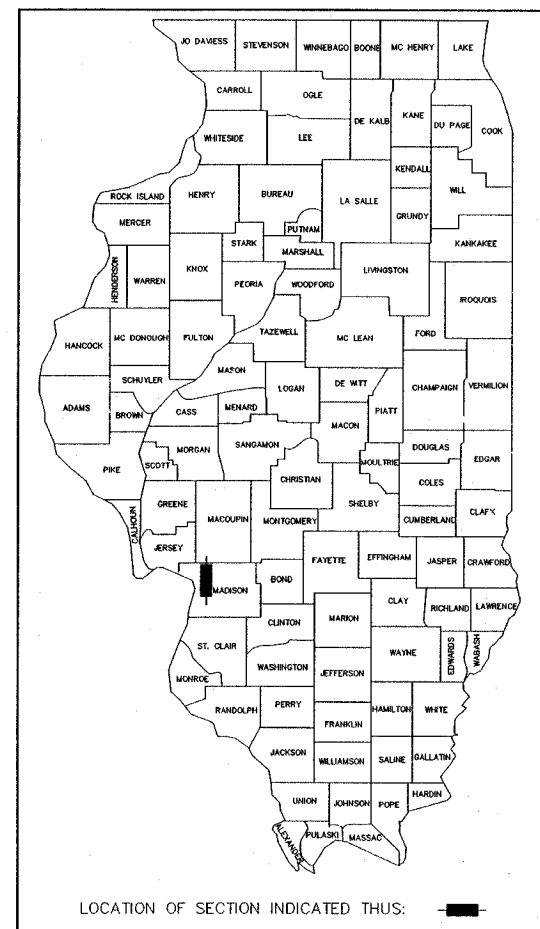 JO DAVIESS STEVENSON WINNEBAGO BOONE MC HENRY LAKE
CARROLL OGLE
DE KALB KANE DU PAGE COOK
WHITESIDE LEE
KENDALL WILL
ROCK ISLAND HENRY BUREAU LA SALLE GRUNDY
MERCER PUTNAM
STARK MARSHALL KANKAKEE
HENDERSON WARREN KNOX PEORIA WOODFORD LIVINGSTON
IROQUOIS
HANCOCK MC DONOUGH FULTON TAZEWELL MC LEAN FORD
MASON
SCHUYLER DE WITT
ADAMS BROWN CASS MENARD LOGAN PIATT CHAMPAIGN VERMILION
MACON
PIKE SCOTT MORGAN SANGAMON MOULTRIE DOUGLAS EDGAR
CHRISTIAN COLES
CALHOUN GREENE MACOUPIN MONTGOMERY SHELBY CUMBERLAND CLAFK
JERSEY FAYETTE EFFINGHAM JASPER CRAWFORD
MADISON BOND
CLAY RICHLAND LAWRENCE
CLINTON MARION
ST. CLAIR WAYNE EDWARDS WABASH
WASHINGTON JEFFERSON
MONROE
RANDOLPH PERRY HAMILTON WHITE
FRANKLIN
JACKSON WILLIAMSON SALINE GALLATIN
UNION JOHNSON POPE HARDIN
ALEXANDER PULASKI MASSAC
LOCATION OF SECTION INDICATED THUS: